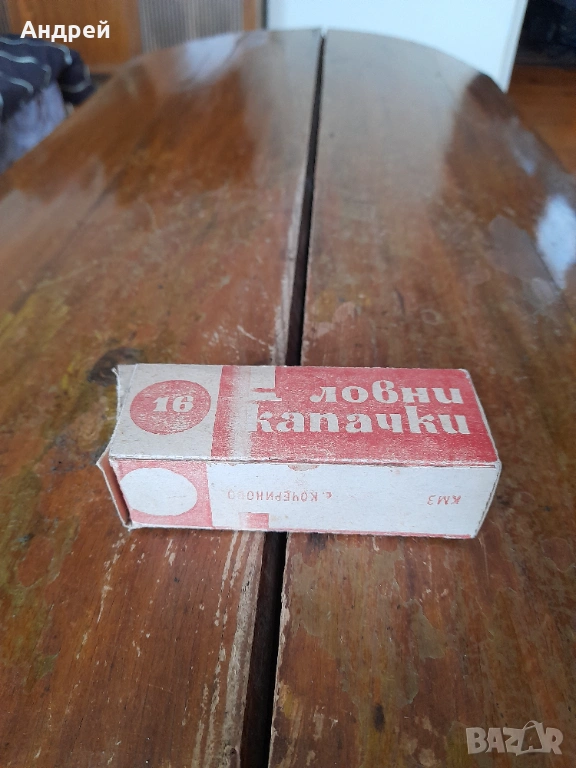 Андрей
16
ловни
капачки
КМЗ
с. КОЧЕРИНОВО
BAZAR